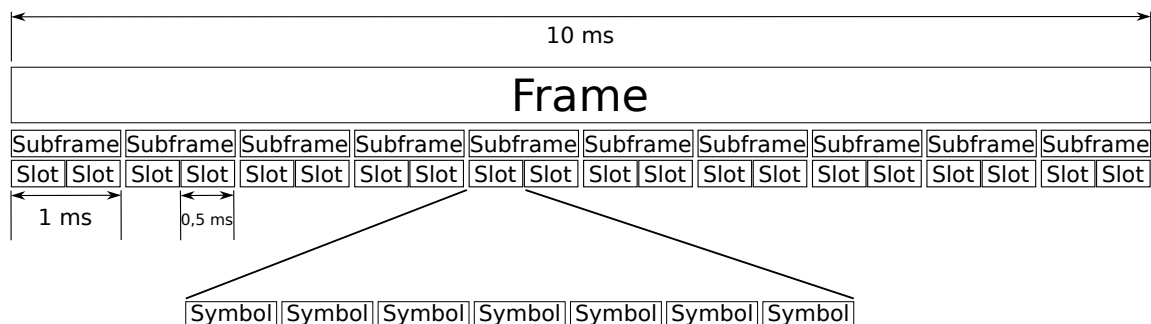 10 ms
Frame
Subframe Subframe Subframe Subframe Subframe Subframe Subframe Subframe Subframe Subframe
Slot Slot Slot Slot Slot Slot Slot Slot Slot Slot Slot Slot Slot Slot Slot Slot Slot Slot Slot Slot
1 ms 0,5 ms
Symbol Symbol Symbol Symbol Symbol Symbol Symbol